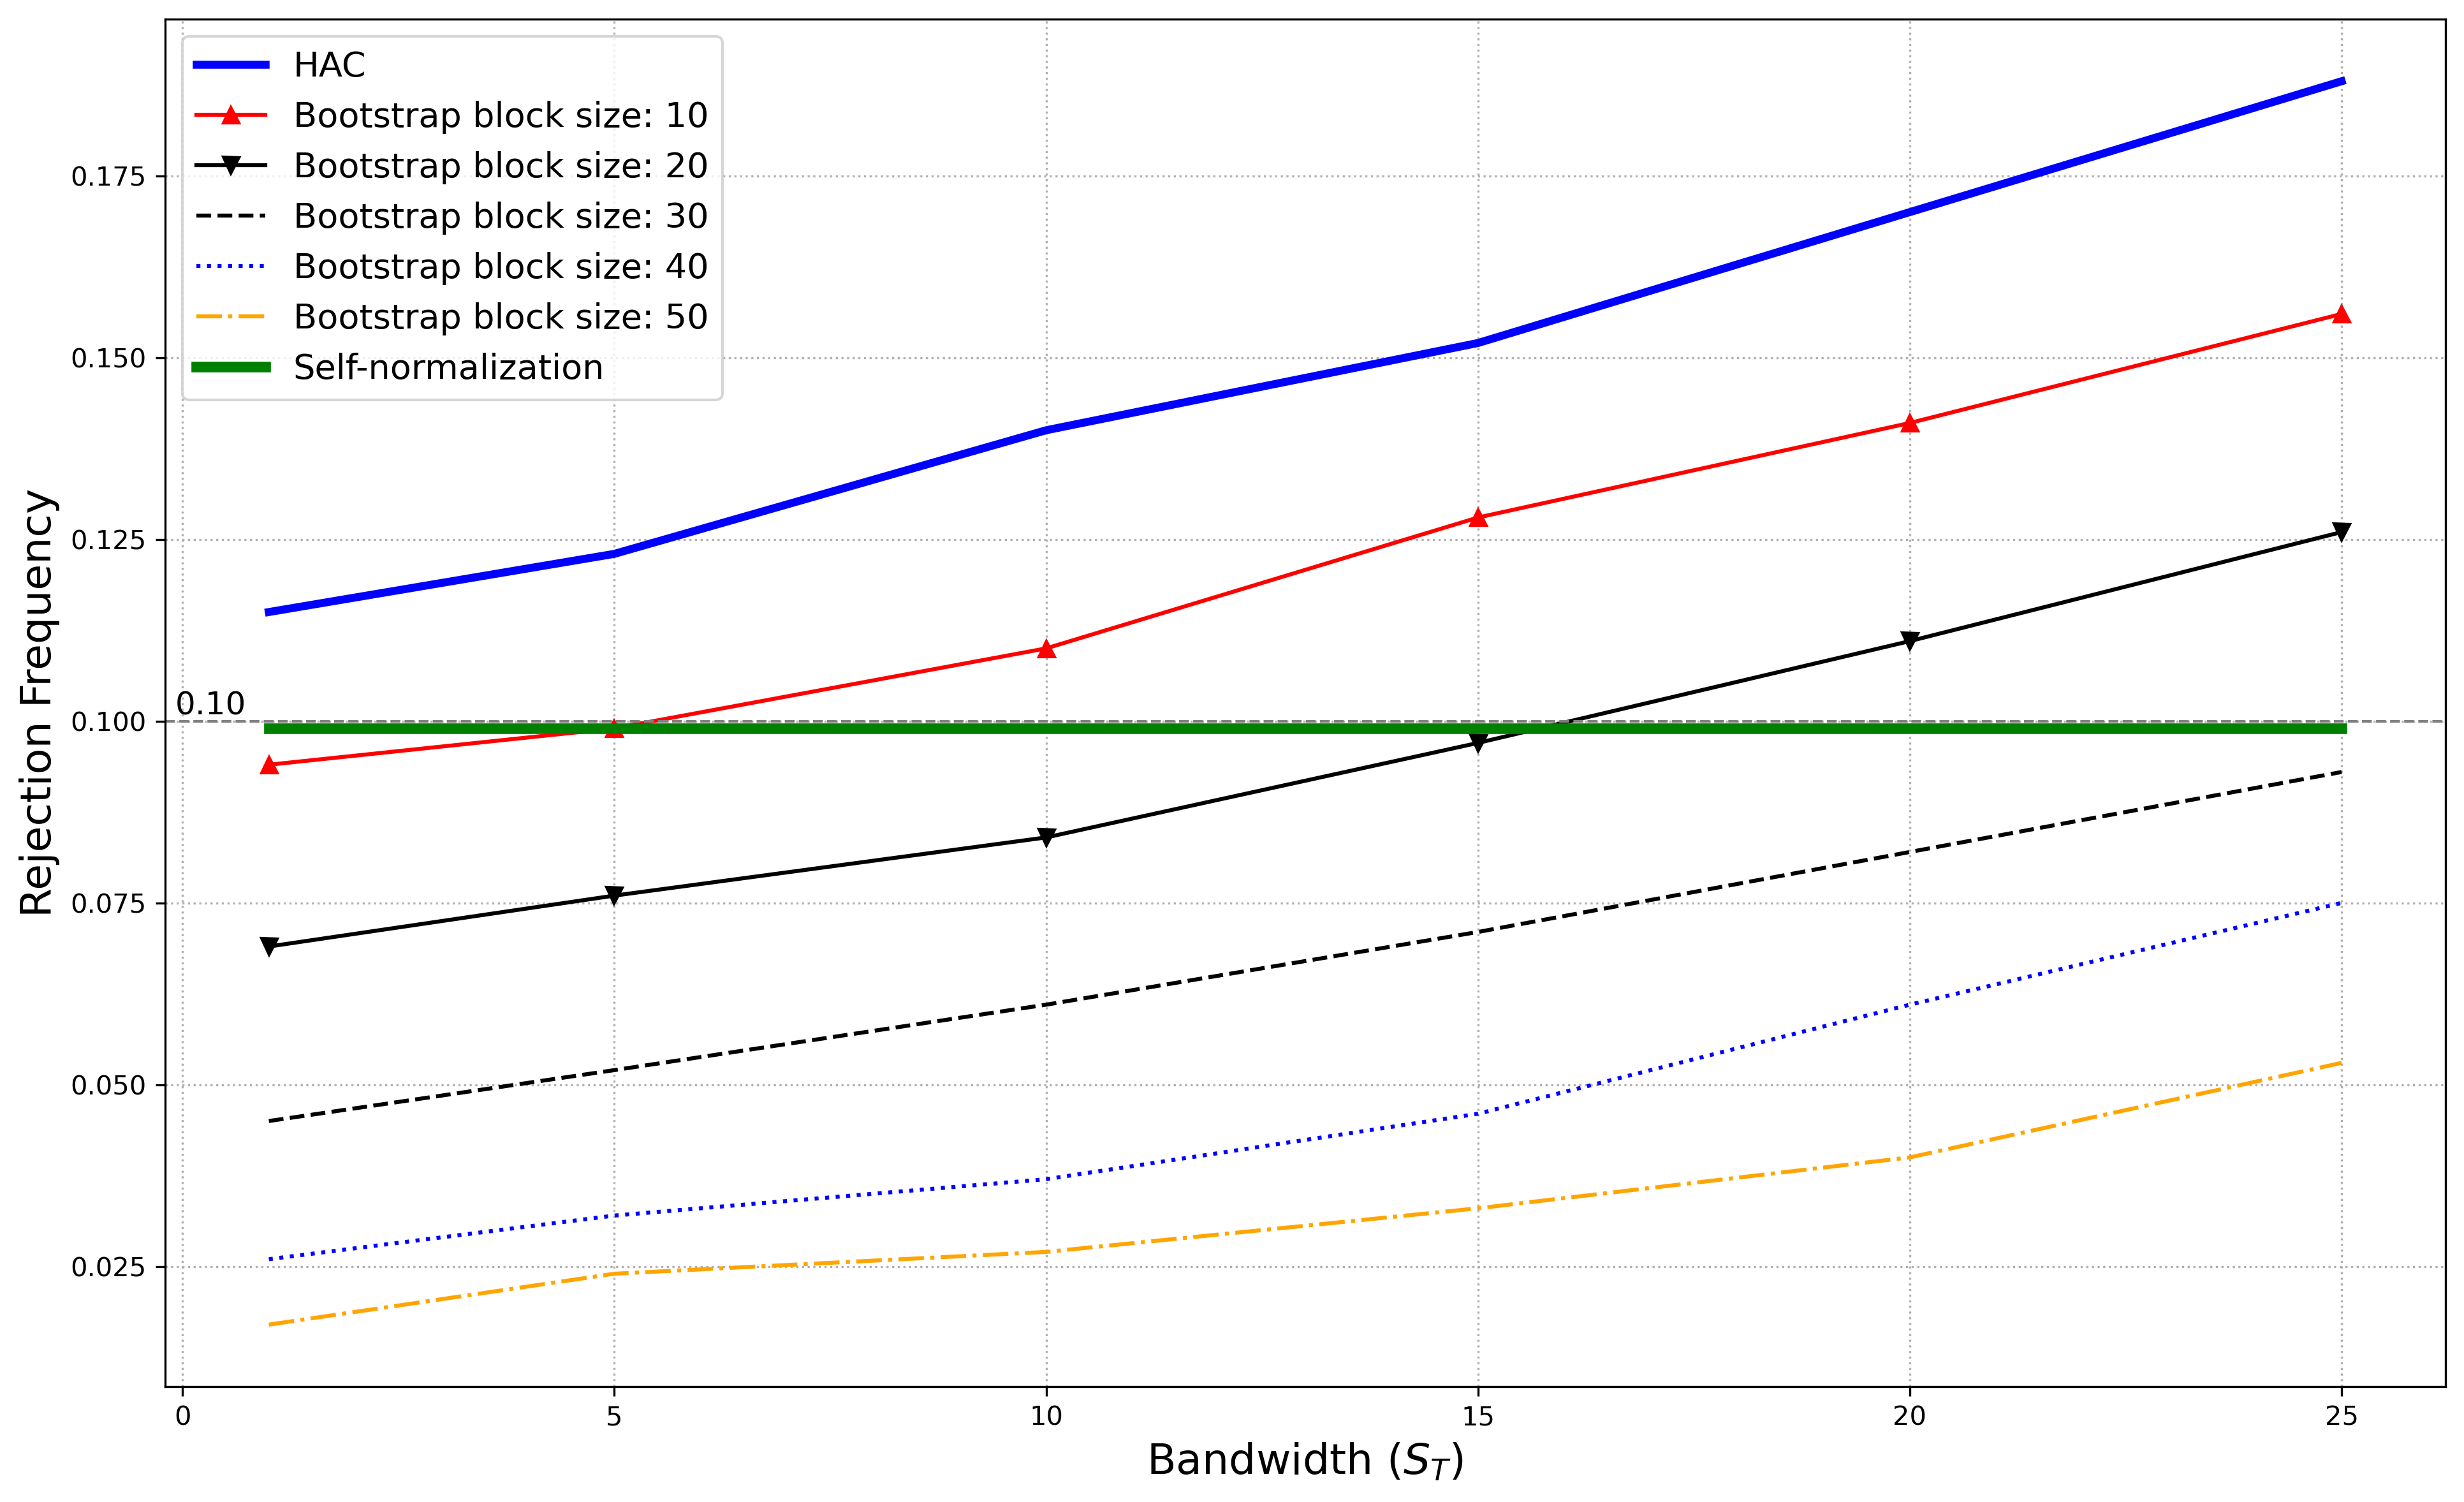 HAC
Bootstrap block size: 10
Bootstrap block size: 20
Bootstrap block size: 30
Bootstrap block size: 40
Bootstrap block size: 50
Self-normalization
Rejection Frequency
0.175
0.150
0.125
0.100
0.075
0.050
0.025
0.10
0 5 10 15 20 25
Bandwidth (S_T)